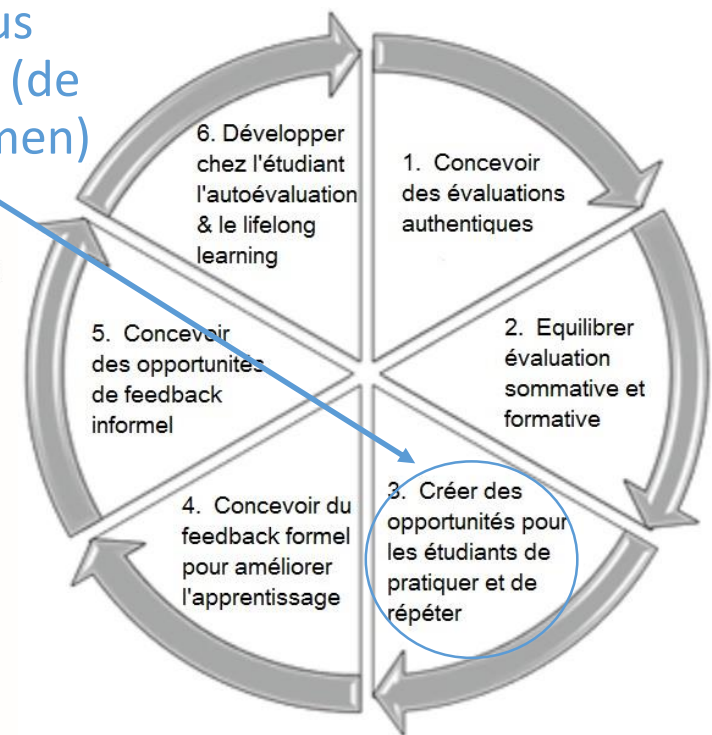 us
(de
men)
6. Développer
chez l'étudiant
l'autoévaluation
& le lifelong
learning
1. Concevoir
des évaluations
authentiques
2. Equilibrer
évaluation
sommative et
formative
3. Créer des
opportunités pour
les étudiants de
pratiquer et de
répéter
4. Concevoir du
feedback formel
pour améliorer
l'apprentissage
5. Concevoir
des opportunités
de feedback
informel